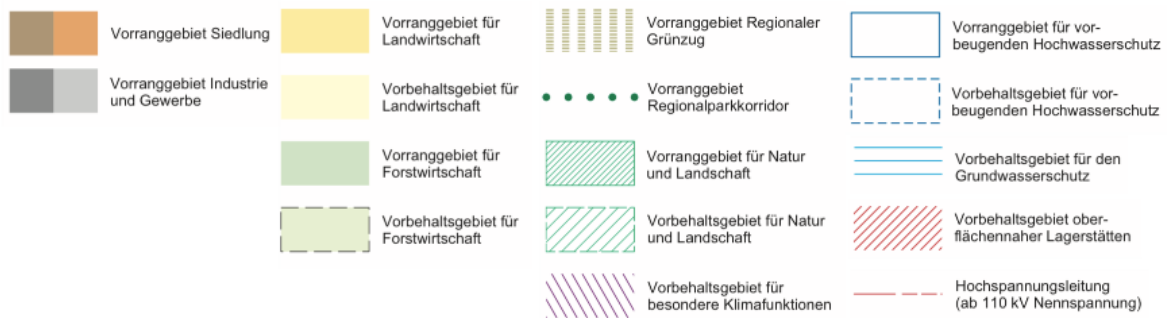 Vorranggebiet Siedlung
Vorranggebiet Industrie
und Gewerbe
Vorranggebiet für
Landwirtschaft
Vorbehaltsgebiet für
Landwirtschaft
Vorranggebiet für
Forstwirtschaft
Vorbehaltsgebiet für
Forstwirtschaft
Vorranggebiet Regionaler
Grünzug
Vorranggebiet
Regionalparkkorridor
Vorranggebiet für Natur
und Landschaft
Vorbehaltsgebiet für Natur
und Landschaft
Vorbehaltsgebiet für
besondere Klimafunktionen
Vorranggebiet für vor-
beugenden Hochwasserschutz
Vorbehaltsgebiet für vor-
beugenden Hochwasserschutz
Vorbehaltsgebiet für den
Grundwasserschutz
Vorbehaltsgebiet ober-
flächennaher Lagerstätten
Hochspannungsleitung
(ab 110 kV Nennspannung)